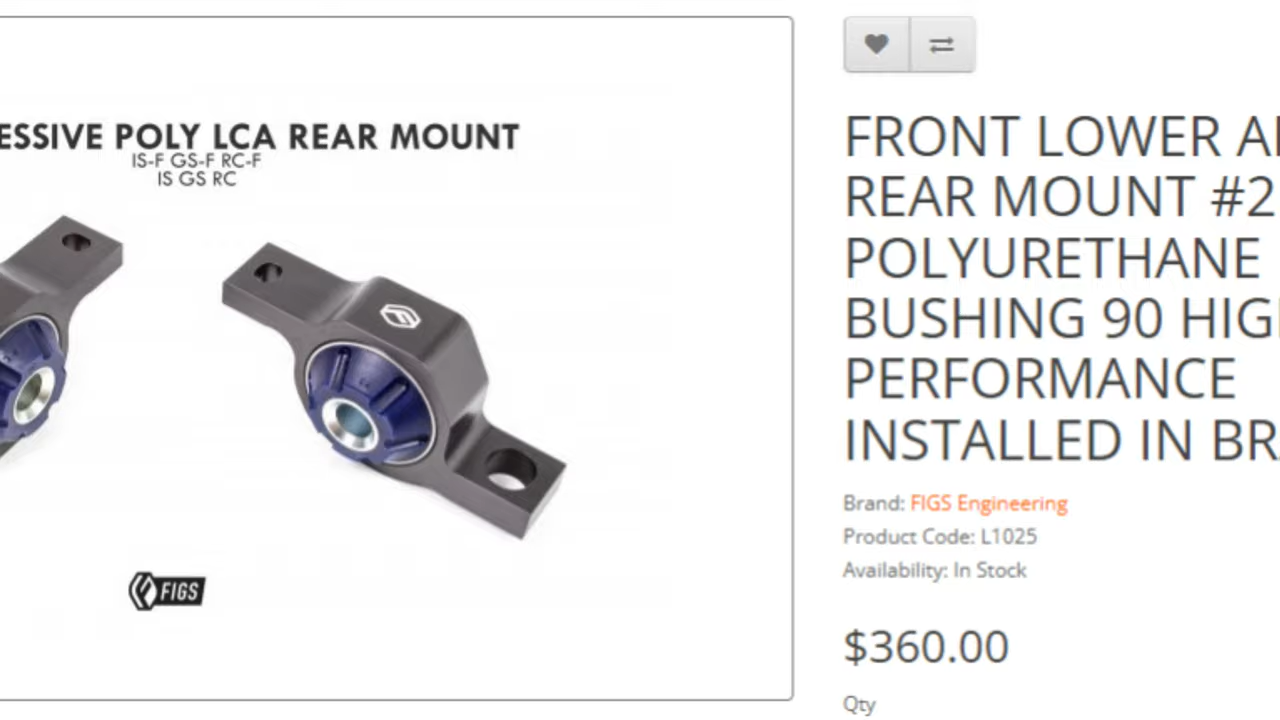 ESSIVE POLY LCA REAR MOUNT
IS-F GS-F RC-F
IS GS RC
FIGS
FRONT LOWER A
REAR MOUNT #2
POLYURETHANE
BUSHING 90 HIG
PERFORMANCE
INSTALLED IN BR
Brand: FIGS Engineering
Product Code: L1025
Availability: In Stock
$360.00
Qty